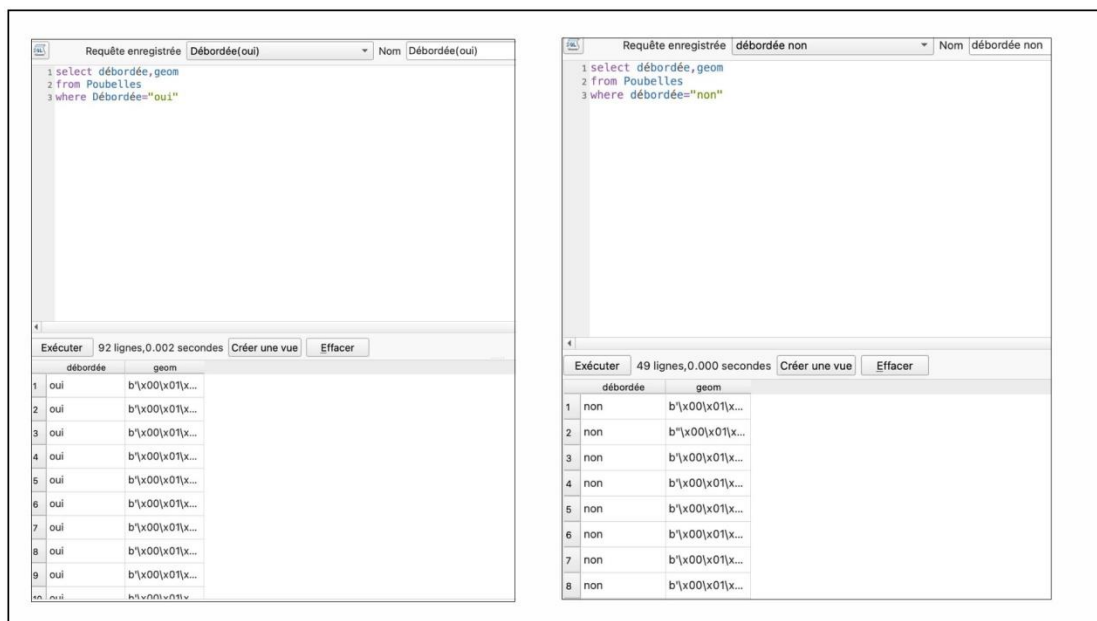 Requête enregistrée Débordée(oui) Nom Débordée(oui)
1 select débordée,geom
2 from Poubelles
3 where Débordée="oui"
Exécuter 92 lignes,0.002 secondes Créer une vue Effacer
débordée geom
1 oui b'\x00\x01\x...
2 oui b'\x00\x01\x...
3 oui b'\x00\x01\x...
4 oui b'\x00\x01\x...
5 oui b'\x00\x01\x...
6 oui b'\x00\x01\x...
7 oui b'\x00\x01\x...
8 oui b'\x00\x01\x...
9 oui b'\x00\x01\x...
10 oui b'\x00\x01\x
Requête enregistrée débordée non Nom débordée non
1 select débordée,geom
2 from Poubelles
3 where débordée="non"
Exécuter 49 lignes,0.000 secondes Créer une vue Effacer
débordée geom
1 non b'\x00\x01\x...
2 non b"\x00\x01\x...
3 non b'\x00\x01\x...
4 non b'\x00\x01\x...
5 non b'\x00\x01\x...
6 non b'\x00\x01\x...
7 non b'\x00\x01\x...
8 non b'\x00\x01\x...